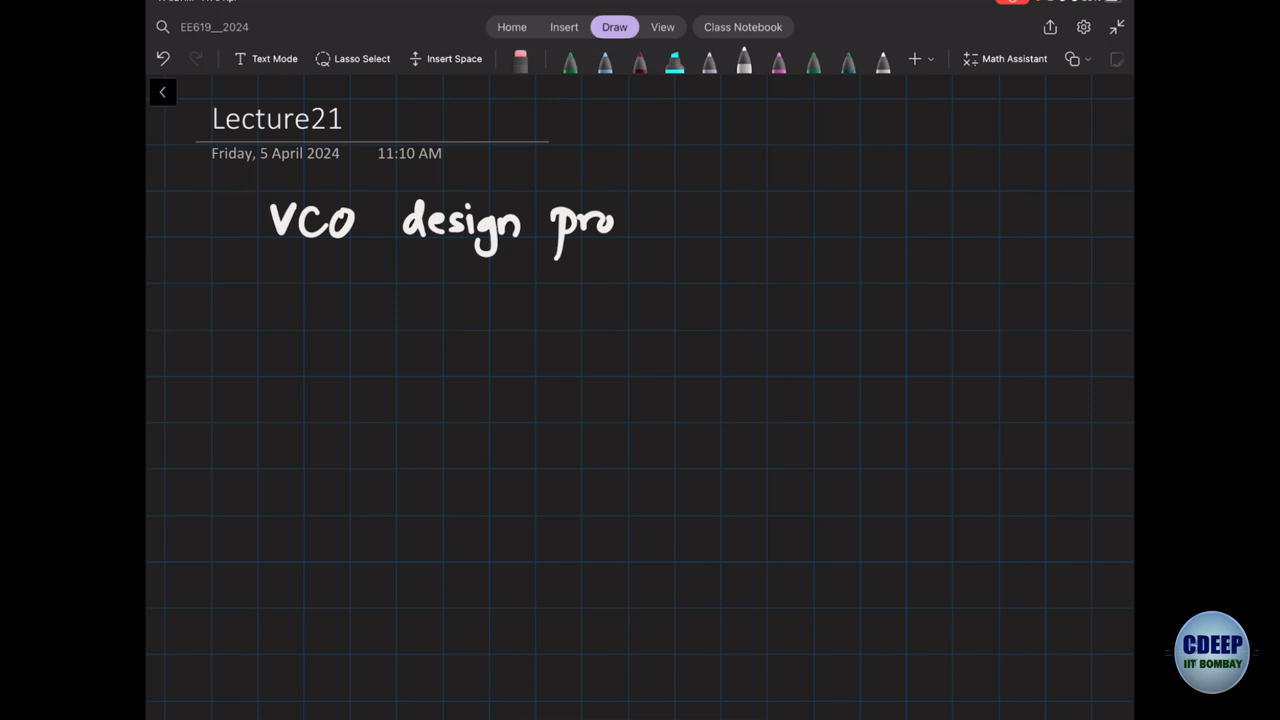 EE619__2024
Home Insert Draw View Class Notebook
Text Mode Lasso Select Insert Space Math Assistant
Lecture21
Friday, 5 April 2024 11:10 AM
VCO design pro
CDEEP
IIT BOMBAY